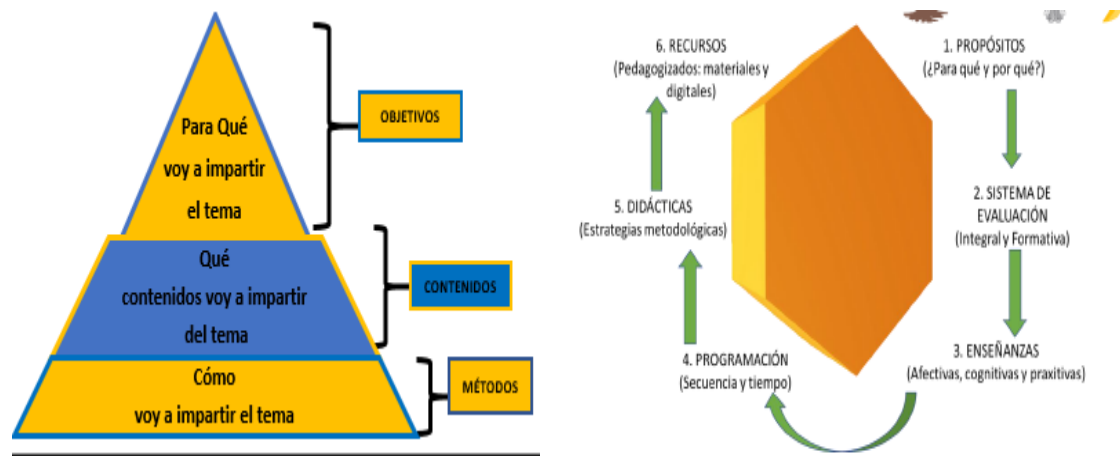 Para Qué
voy a impartir
el tema
OBJETIVOS
Qué
contenidos voy a impartir
del tema
CONTENIDOS
Cómo
voy a impartir el tema
MÉTODOS
1. PROPÓSITOS
(¿Para qué y por qué?)
2. SISTEMA DE
EVALUACIÓN
(Integral y Formativa)
3. ENSEÑANZAS
(Afectivas, cognitivas y praxitivas)
4. PROGRAMACIÓN
(Secuencia y tiempo)
5. DIDÁCTICAS
(Estrategias metodológicas)
6. RECURSOS
(Pedagogizados: materiales y
digitales)